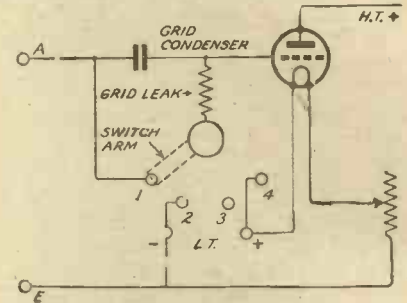 H.T. +
A
GRID
CONDENSER
GRID LEAK
SWITCH
ARM
1
2
3
4
- L.T. +
E